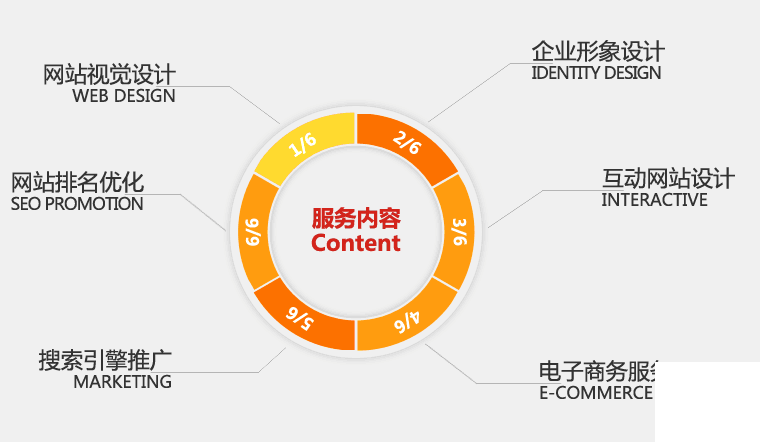 网站视觉设计
WEB DESIGN
企业形象设计
IDENTITY DESIGN
1/6
2/6
网站排名优化
SEO PROMOTION
互动网站设计
INTERACTIVE
6/6
服务内容
Content
3/6
5/6
4/6
搜索引擎推广
MARKETING
电子商务服
E-COMMERCE